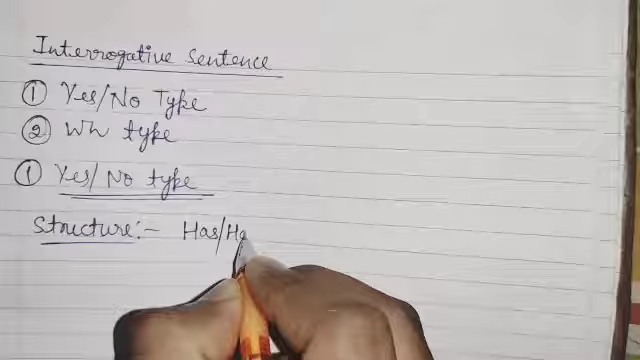 Interrogative Sentence
① Yes/No Type
② Wh type
① Yes/No type
Structure:- Has/Ha